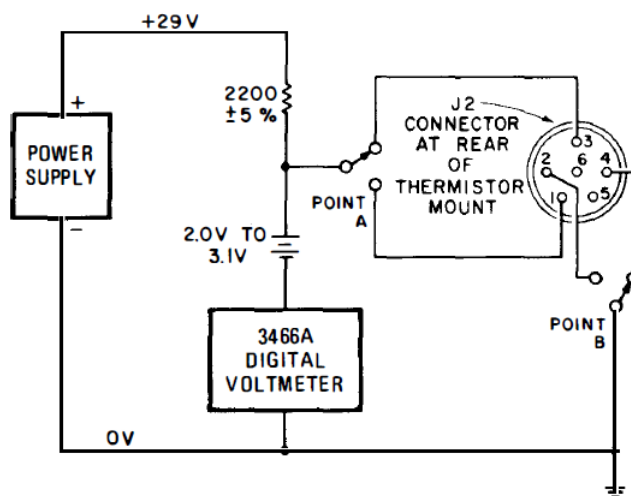 +29V
+
POWER
SUPPLY
-
2200
±5 %
J2
CONNECTOR
AT REAR
OF
THERMISTOR
MOUNT
3
2
6
4
1
5
POINT
A
2.0V TO
3.1V
3466A
DIGITAL
VOLTMETER
POINT
B
0V